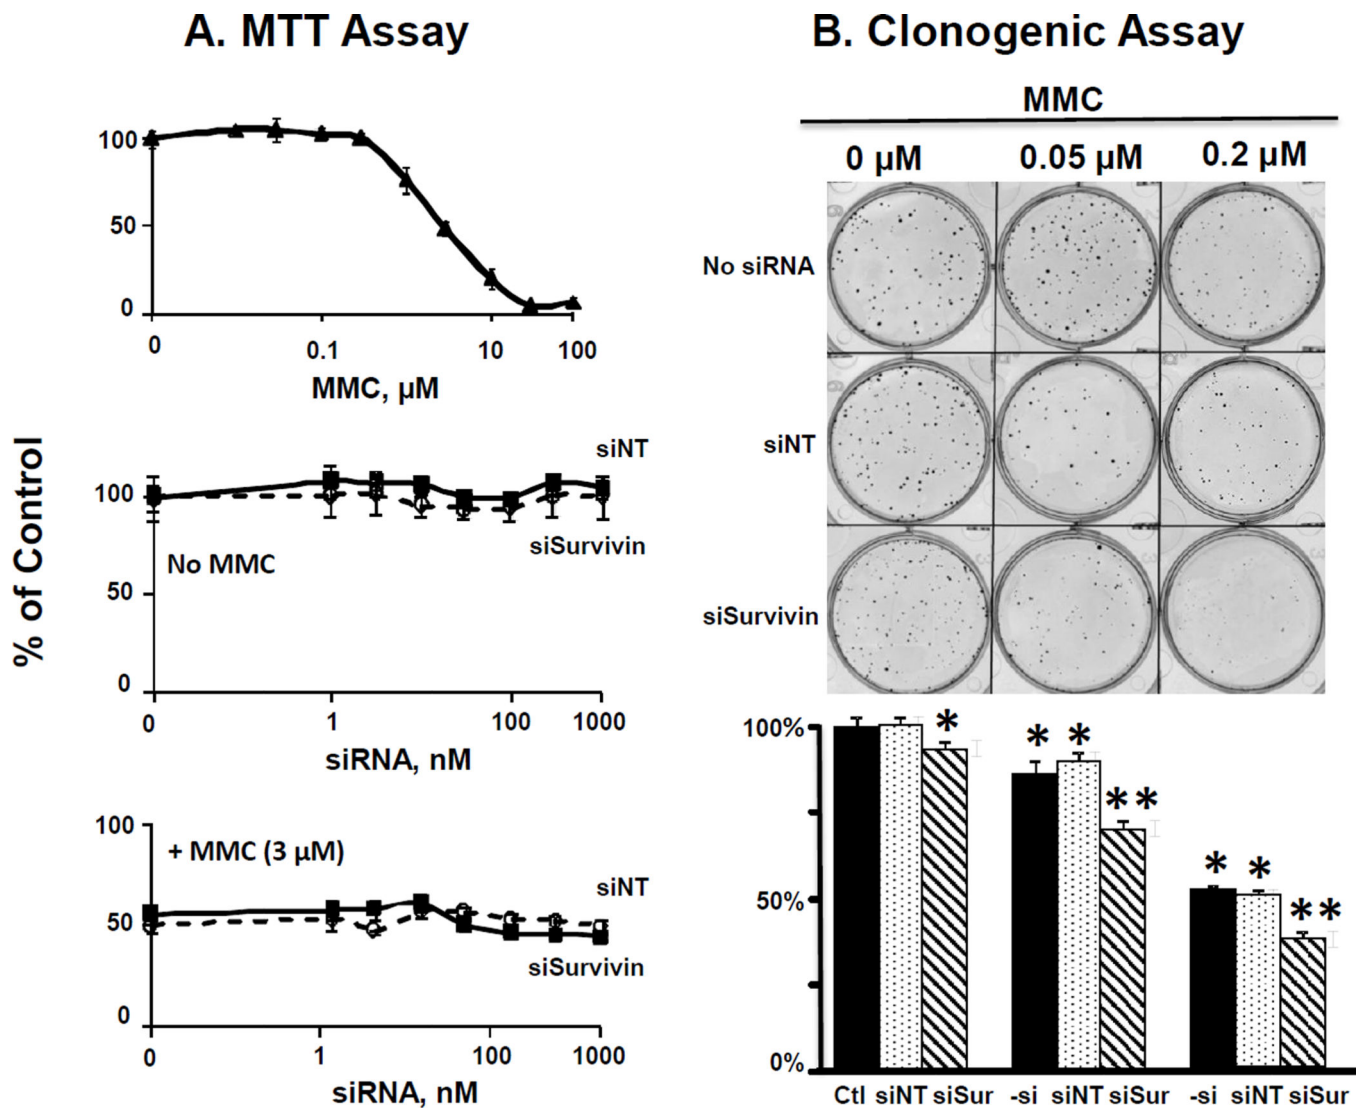 A. MTT Assay
100
50
0
0 0.1 10 100
MMC, µM
% of Control
siNT
100
siSurvivin
No MMC
50
0
0 1 100 1000
siRNA, nM
100
+ MMC (3 µM)
siNT
50
siSurvivin
0
0 1 100 1000
siRNA, nM
B. Clonogenic Assay
MMC
0 µM 0.05 µM 0.2 µM
No siRNA
siNT
siSurvivin
100%
*
* *
**
* *
50%
**
0%
Ctl siNT siSur -si siNT siSur -si siNT siSur